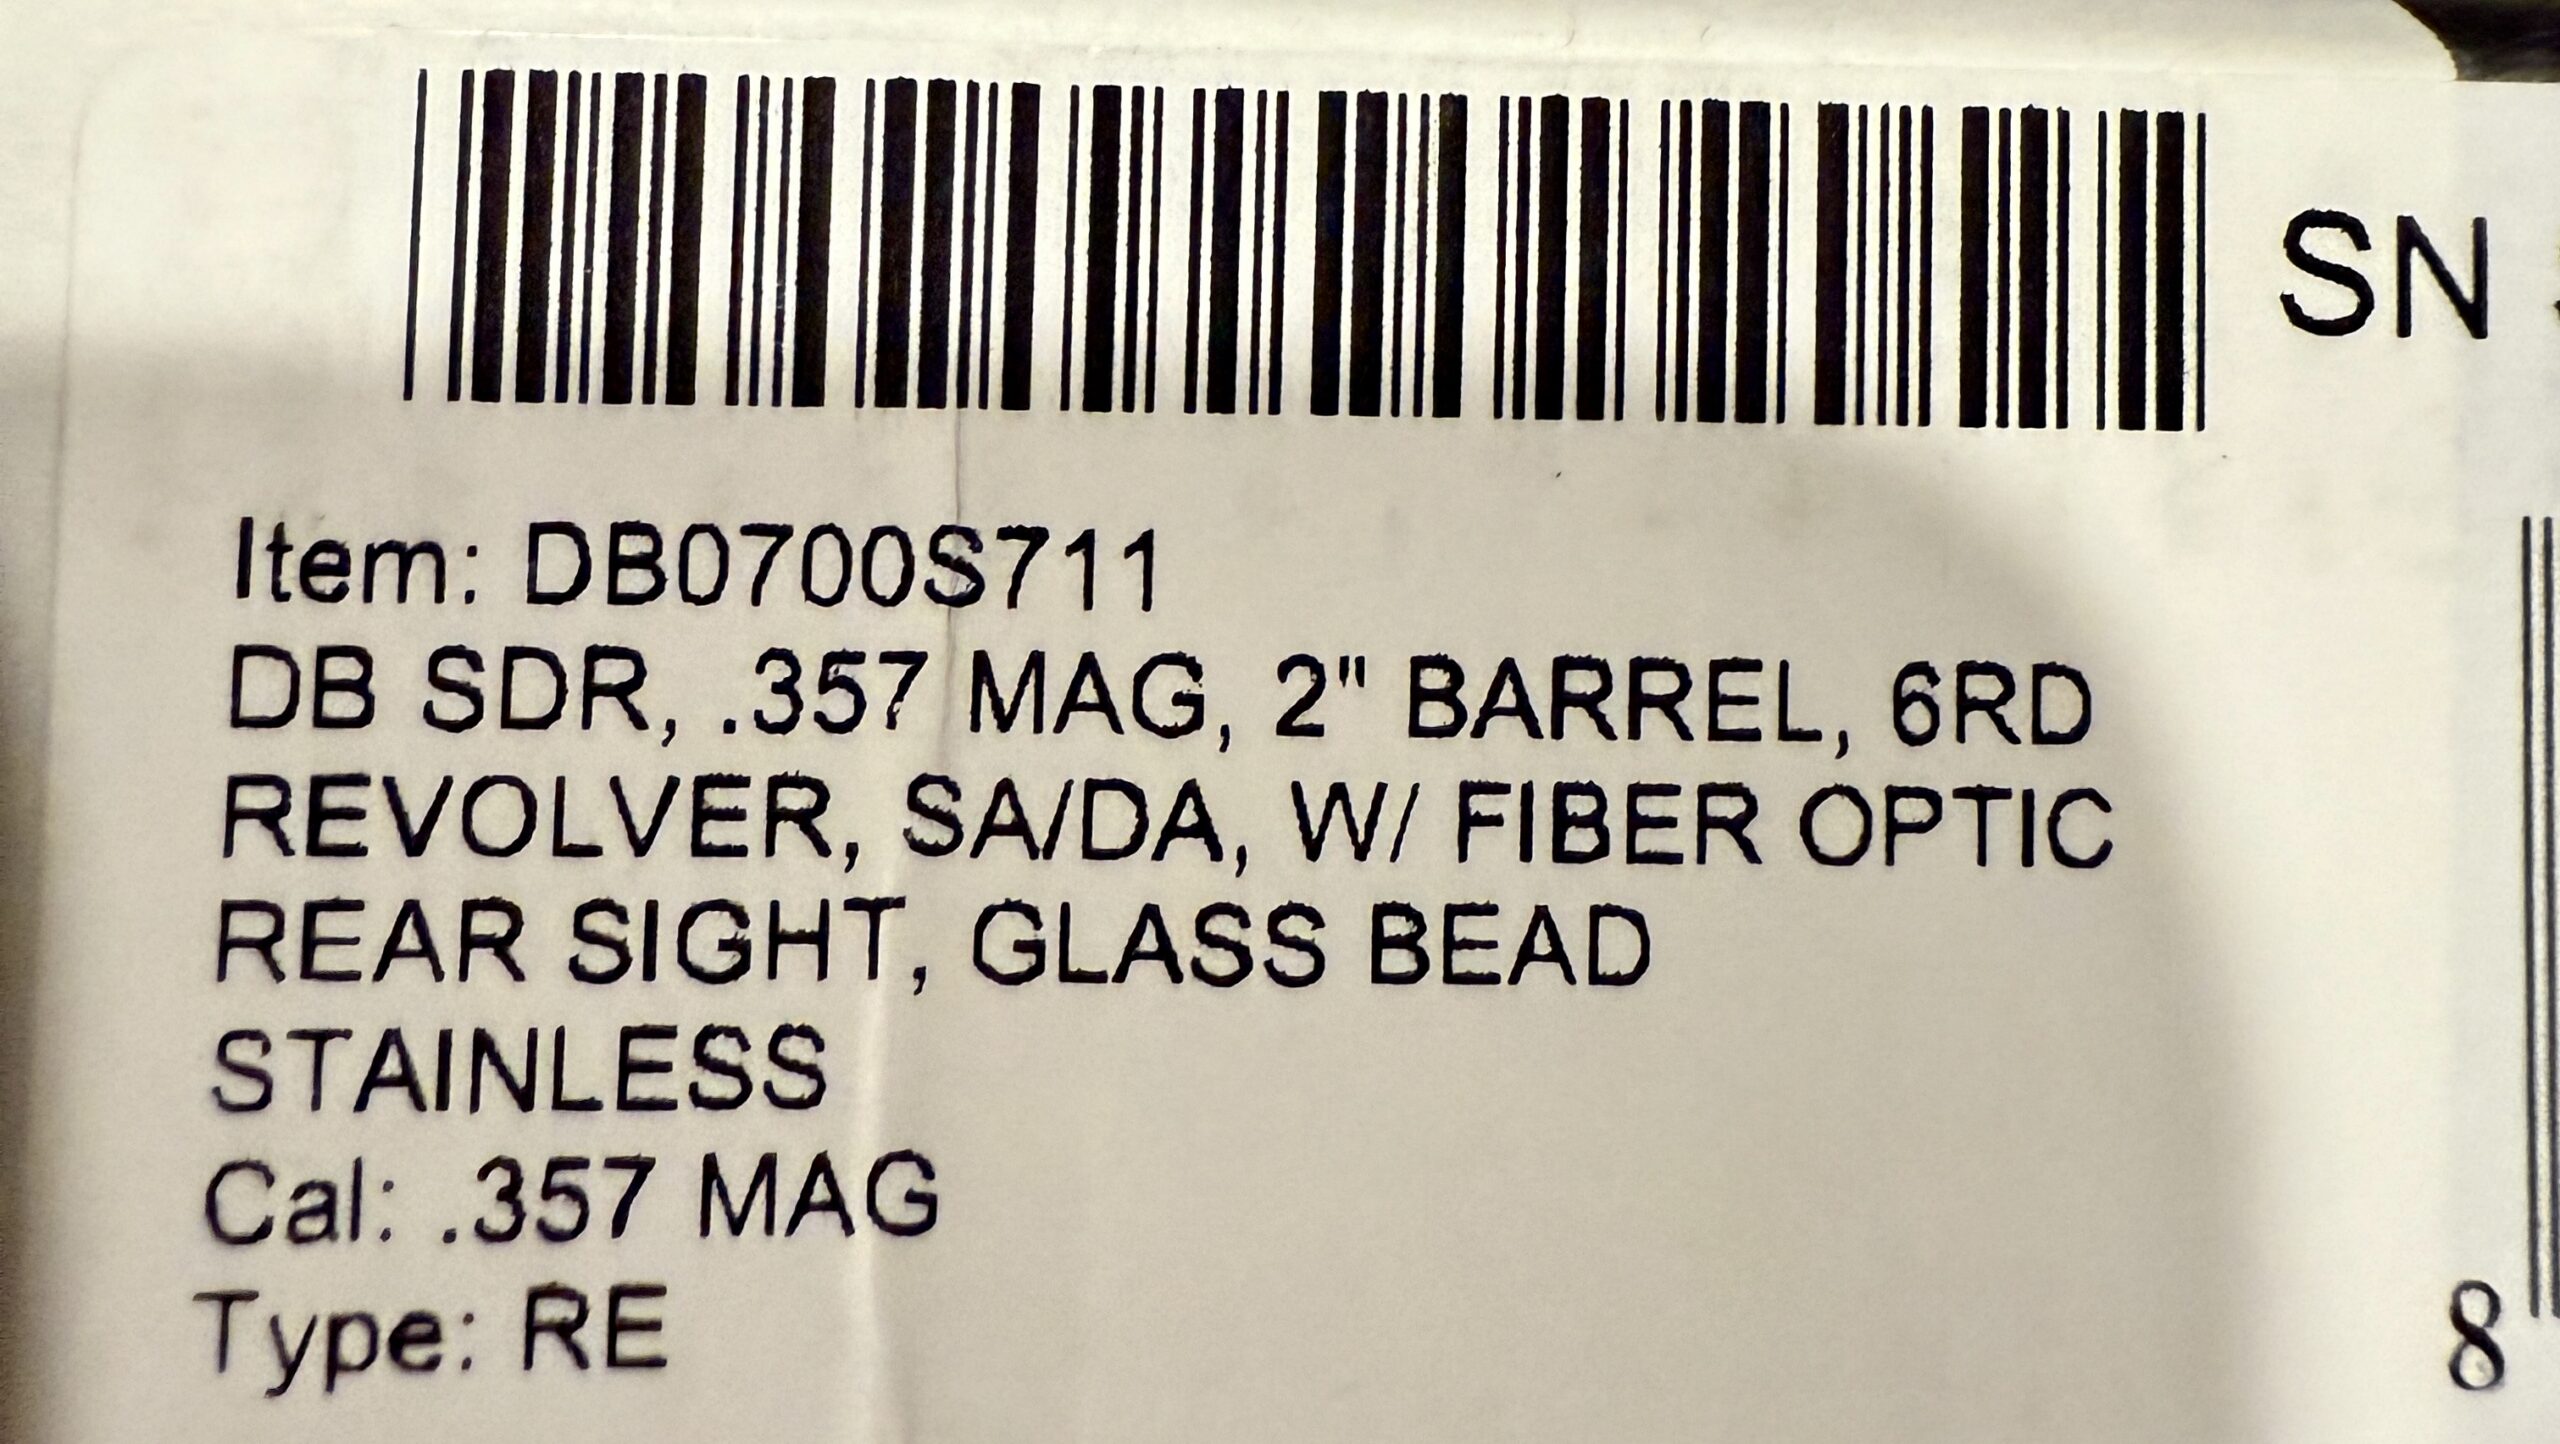 SN
Item: DB0700S711
DB SDR, .357 MAG, 2" BARREL, 6RD
REVOLVER, SA/DA, W/ FIBER OPTIC
REAR SIGHT, GLASS BEAD
STAINLESS
Cal: .357 MAG
Type: RE
8